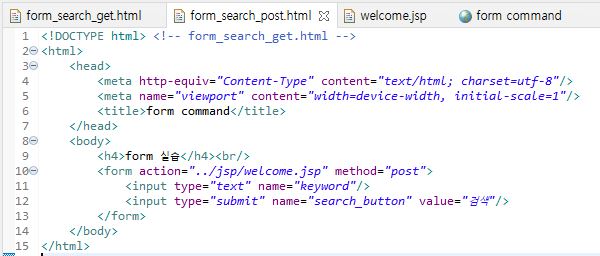 form_search_get.html form_search_post.html welcome.jsp form command
1 <!DOCTYPE html> <!-- form_search_get.html -->
2 <html>
3 <head>
4 <meta http-equiv="Content-Type" content="text/html; charset=utf-8"/>
5 <meta name="viewport" content="width=device-width, initial-scale=1"/>
6 <title>form command</title>
7 </head>
8 <body>
9 <h4>form 실습</h4><br/>
10 <form action="../jsp/welcome.jsp" method="post">
11 <input type="text" name="keyword"/>
12 <input type="submit" name="search_button" value="검색"/>
13 </form>
14 </body>
15 </html>